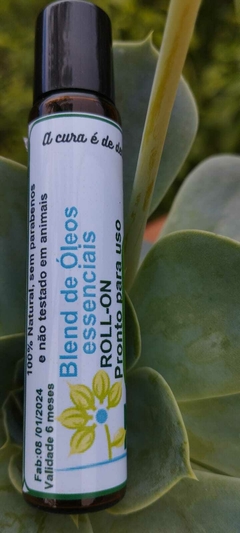 A cura é de
Blend de Óleos
essenciais
ROLL-ON
Pronto para uso
100% Natural, sem parabenos
e não testado em animais
Fab:08 /01/2024
Validade 6 meses